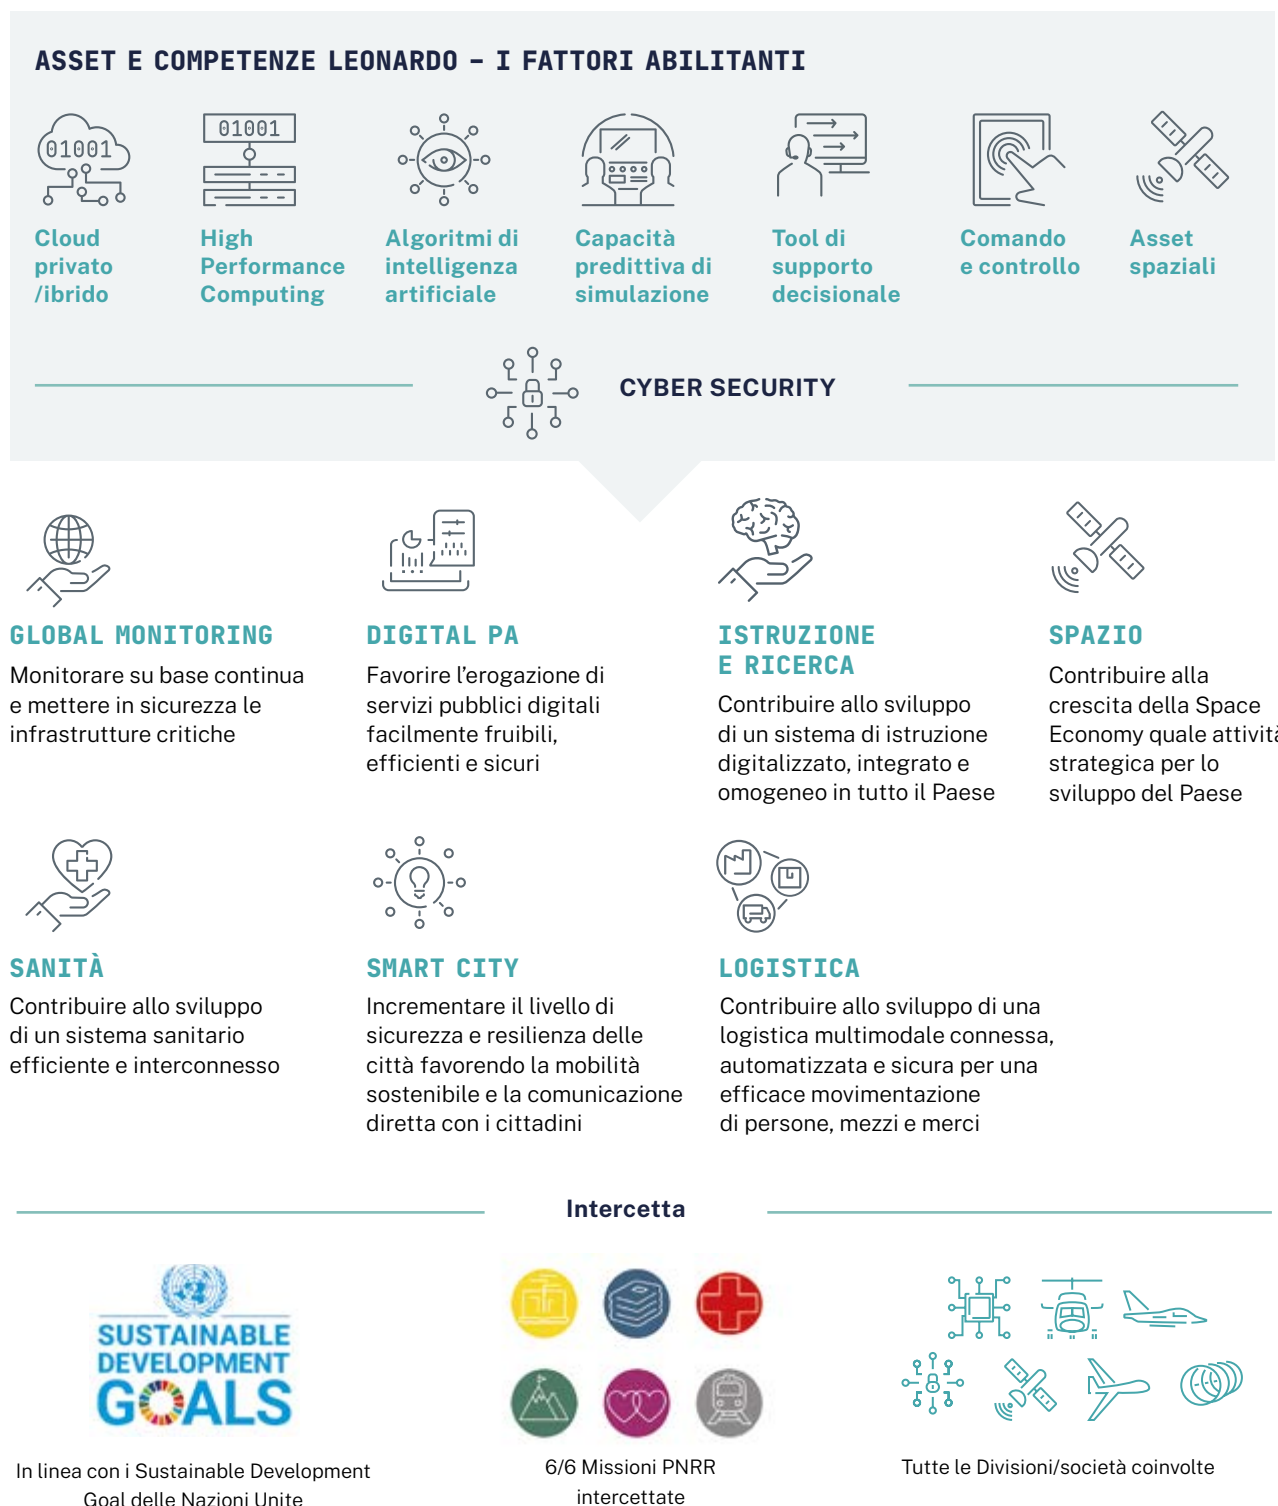 ASSET E COMPETENZE LEONARDO – I FATTORI ABILITANTI
01001
01001
Cloud
privato
/ibrido
High
Performance
Computing
Algoritmi di
intelligenza
artificiale
Capacità
predittiva di
simulazione
Tool di
supporto
decisionale
Comando
e controllo
Asset
spaziali
CYBER SECURITY
GLOBAL MONITORING
Monitorare su base continua
e mettere in sicurezza le
infrastrutture critiche
DIGITAL PA
Favorire l’erogazione di
servizi pubblici digitali
facilmente fruibili,
efficienti e sicuri
ISTRUZIONE
E RICERCA
Contribuire allo sviluppo
di un sistema di istruzione
digitalizzato, integrato e
omogeneo in tutto il Paese
SPAZIO
Contribuire alla
crescita della Space
Economy quale attività
strategica per lo
sviluppo del Paese
SANITÀ
Contribuire allo sviluppo
di un sistema sanitario
efficiente e interconnesso
SMART CITY
Incrementare il livello di
sicurezza e resilienza delle
città favorendo la mobilità
sostenibile e la comunicazione
diretta con i cittadini
LOGISTICA
Contribuire allo sviluppo di una
logistica multimodale connessa,
automatizzata e sicura per una
efficace movimentazione
di persone, mezzi e merci
Intercetta
SUSTAINABLE
DEVELOPMENT
GOALS
In linea con i Sustainable Development
Goal delle Nazioni Unite
6/6 Missioni PNRR
intercettate
Tutte le Divisioni/società coinvolte